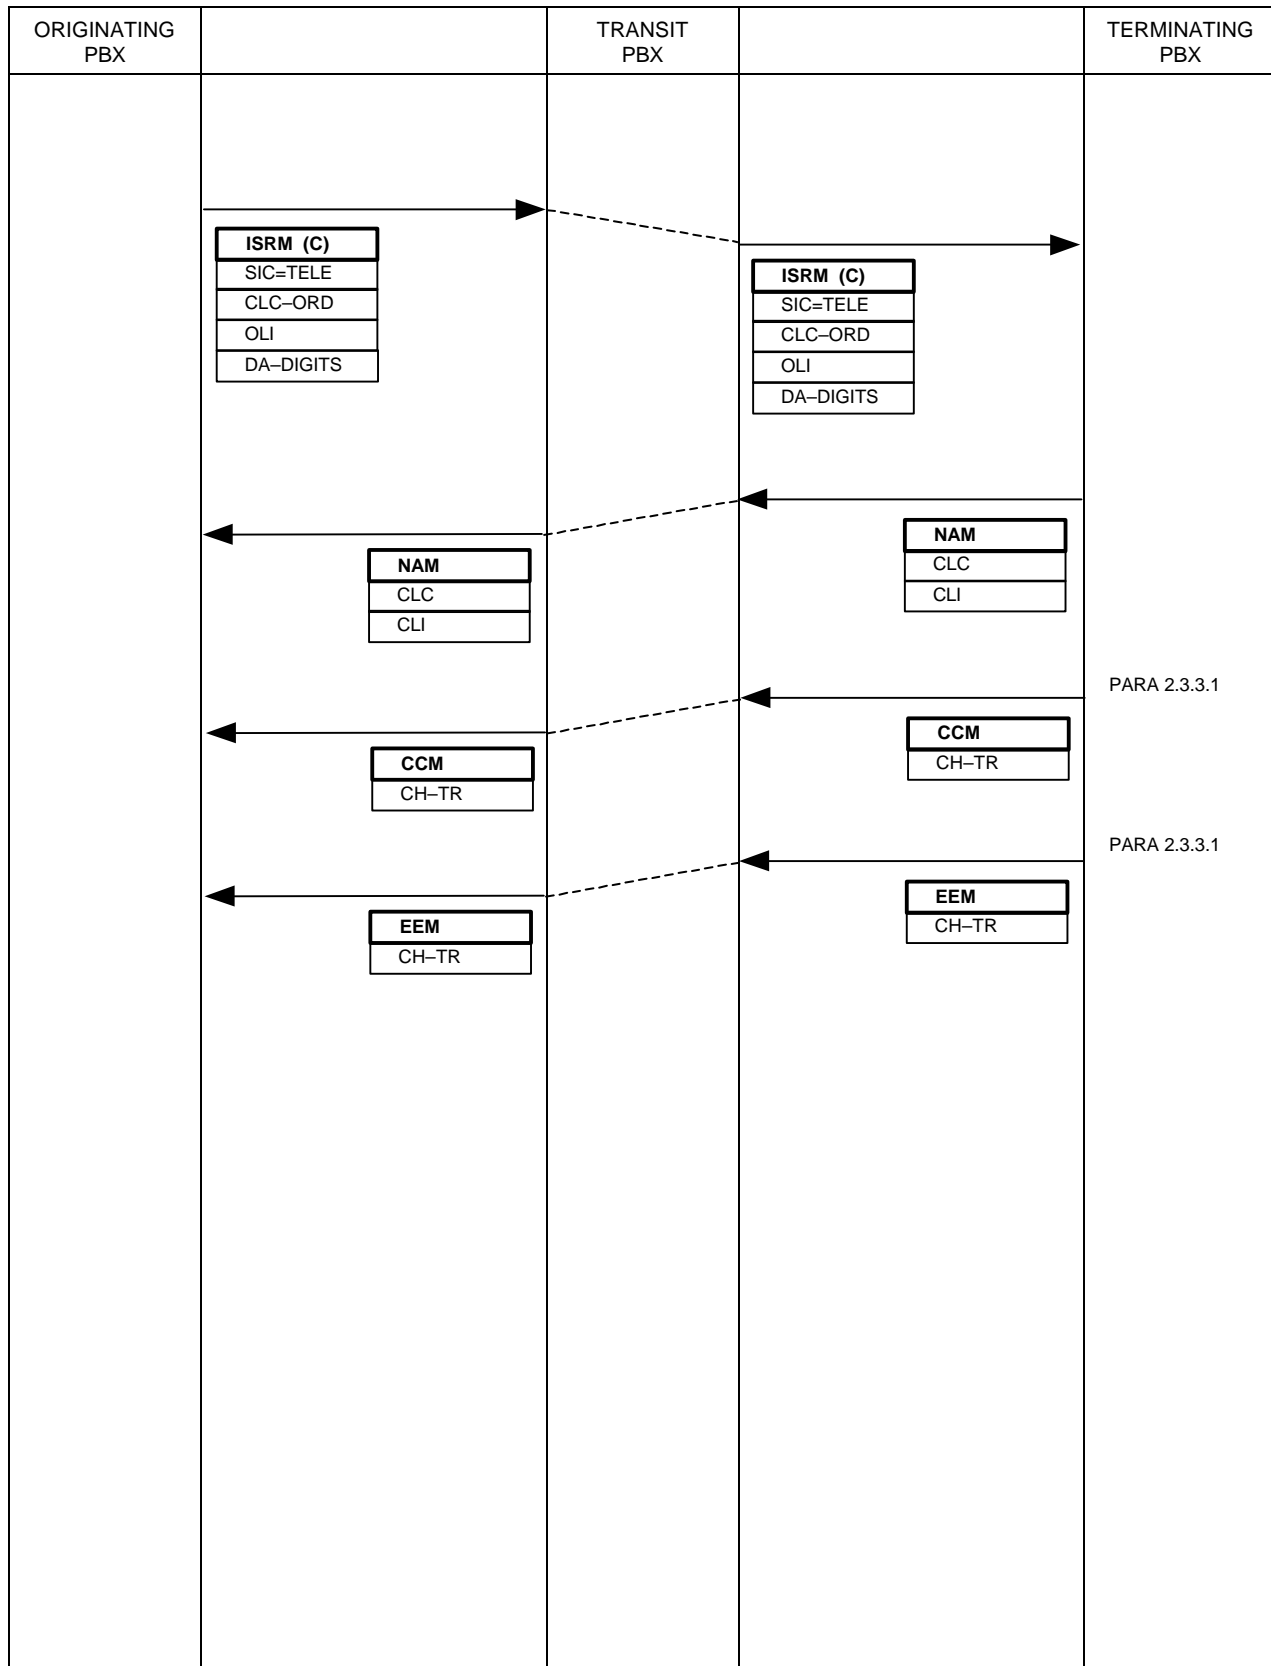 ORIGINATING
PBX
TRANSIT
PBX
TERMINATING
PBX
ISRM (C)
SIC=TELE
CLC–ORD
OLI
DA–DIGITS
ISRM (C)
SIC=TELE
CLC–ORD
OLI
DA–DIGITS
NAM
CLC
CLI
NAM
CLC
CLI
PARA 2.3.3.1
CCM
CH–TR
CCM
CH–TR
PARA 2.3.3.1
EEM
CH–TR
EEM
CH–TR